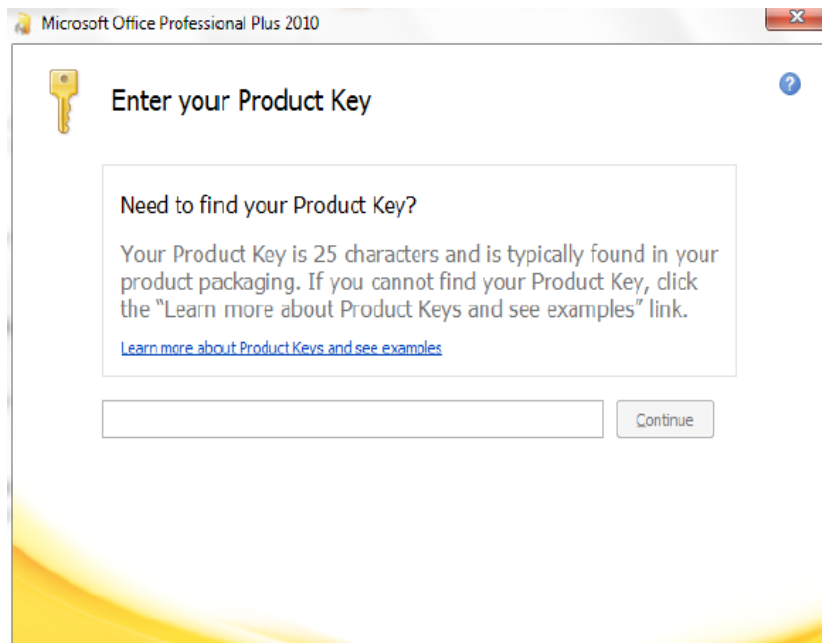 Microsoft Office Professional Plus 2010
Enter your Product Key
Need to find your Product Key?
Your Product Key is 25 characters and is typically found in your
product packaging. If you cannot find your Product Key, click
the “Learn more about Product Keys and see examples” link.
Learn more about Product Keys and see examples
Continue